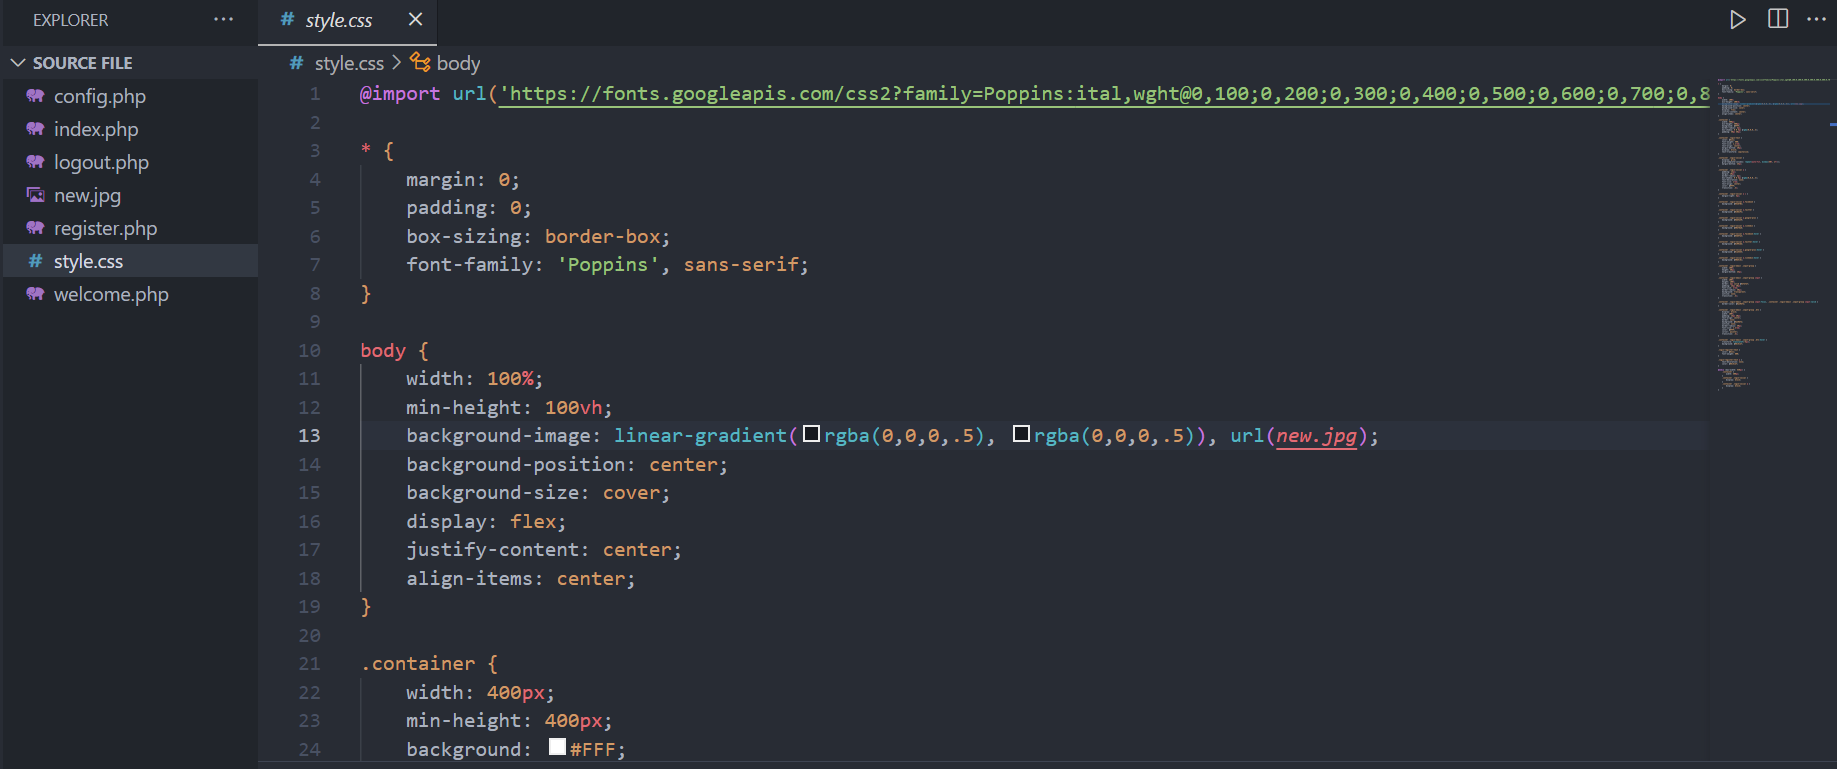 EXPLORER
SOURCE FILE
config.php
index.php
logout.php
new.jpg
register.php
# style.css
welcome.php
# style.css
# style.css > body
1 @import url('https://fonts.googleapis.com/css2?family=Poppins:ital,wght@0,100;0,200;0,300;0,400;0,500;0,600;0,700;0,8
2
3 * {
4 margin: 0;
5 padding: 0;
6 box-sizing: border-box;
7 font-family: 'Poppins', sans-serif;
8 }
9
10 body {
11 width: 100%;
12 min-height: 100vh;
13 background-image: linear-gradient(rgba(0,0,0,.5), rgba(0,0,0,.5)), url(new.jpg);
14 background-position: center;
15 background-size: cover;
16 display: flex;
17 justify-content: center;
18 align-items: center;
19 }
20
21 .container {
22 width: 400px;
23 min-height: 400px;
24 background: #FFF;